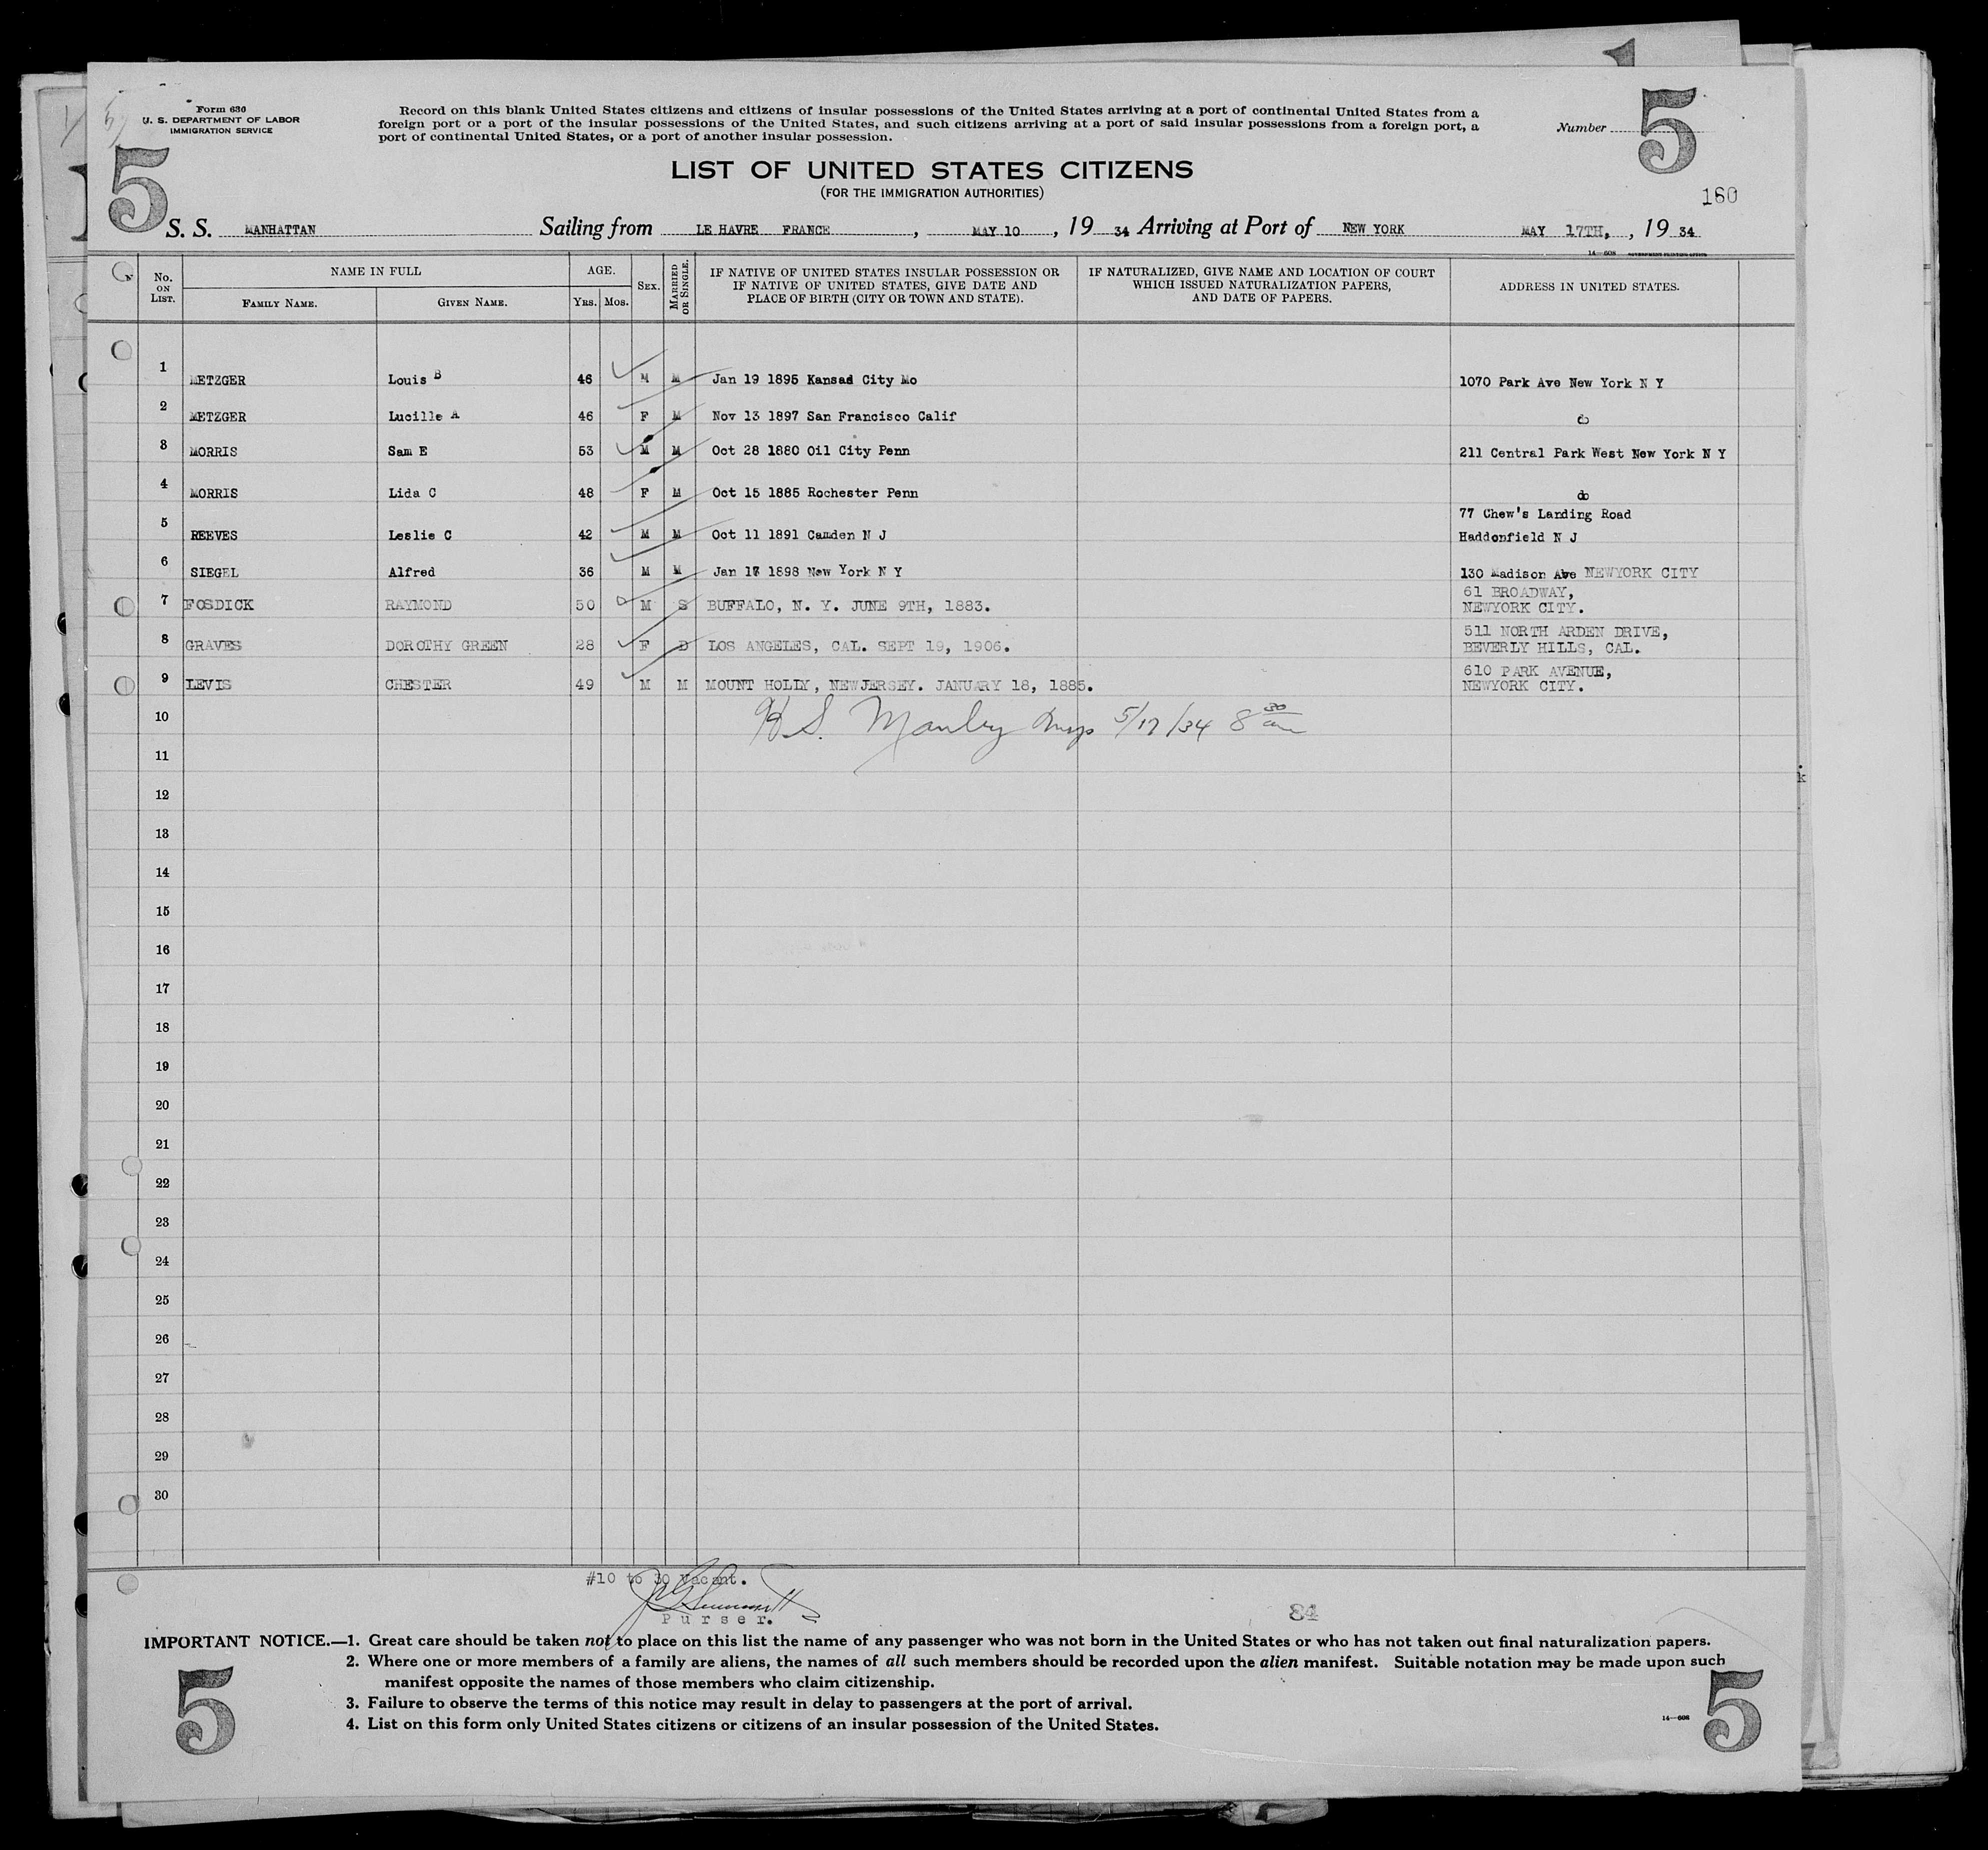 Form 630
U. S. DEPARTMENT OF LABOR
IMMIGRATION SERVICE
Record on this blank United States citizens and citizens of insular possessions of the United States arriving at a port of continental United States from a
foreign port or a port of the insular possessions of the United States, and such citizens arriving at a port of said insular possessions from a foreign port, a
port of continental United States, or a port of another insular possession.
Number 5
5
160
LIST OF UNITED STATES CITIZENS
(FOR THE IMMIGRATION AUTHORITIES)
S. S. MANHATTAN Sailing from LE HAVRE FRANCE, MAY 10, 19 34 Arriving at Port of NEW YORK MAY 17TH, , 19 34
14—608 GOVERNMENT PRINTING OFFICE
No. ON LIST. NAME IN FULL FAMILY NAME. GIVEN NAME. AGE. YRS. MOS. SEX. MARRIED OR SINGLE. IF NATIVE OF UNITED STATES INSULAR POSSESSION OR IF NATIVE OF UNITED STATES, GIVE DATE AND PLACE OF BIRTH (CITY OR TOWN AND STATE). IF NATURALIZED, GIVE NAME AND LOCATION OF COURT WHICH ISSUED NATURALIZATION PAPERS, AND DATE OF PAPERS. ADDRESS IN UNITED STATES.
1 METZGER Louis B 46 M M Jan 19 1895 Kansad City Mo 1070 Park Ave New York N Y
2 METZGER Lucille A 46 F M Nov 13 1897 San Francisco Calif do
3 MORRIS Sam E 53 M M Oct 28 1880 Oil City Penn 211 Central Park West New York N Y
4 MORRIS Lida C 48 F M Oct 15 1885 Rochester Penn do
77 Chew's Landing Road
5 REEVES Leslie C 42 M M Oct 11 1891 Camden N J Haddonfield N J
6 SIEGEL Alfred 36 M M Jan 17 1898 New York N Y 130 Madison Ave NEWYORK CITY
7 FOSDICK RAYMOND 50 M S BUFFALO, N. Y. JUNE 9TH, 1883. 61 BROADWAY,
NEWYORK CITY.
8 GRAVES DOROTHY GREEN 28 F D LOS ANGELES, CAL. SEPT 19, 1906. 511 NORTH ARDEN DRIVE,
BEVERLY HILLS, CAL.
9 LEVIS CHESTER 49 M M MOUNT HOLLY, NEWJERSEY. JANUARY 18, 1885. 610 PARK AVENUE,
NEWYORK CITY.
10 H S. Manley 5/17/34 8 30 am
11
12
13
14
15
16
17
18
19
20
21
22
23
24
25
26
27
28
29
30
#10 to 30 vacant.
Purser.
84
IMPORTANT NOTICE.—1. Great care should be taken not to place on this list the name of any passenger who was not born in the United States or who has not taken out final naturalization papers.
2. Where one or more members of a family are aliens, the names of all such members should be recorded upon the alien manifest. Suitable notation may be made upon such
manifest opposite the names of those members who claim citizenship.
3. Failure to observe the terms of this notice may result in delay to passengers at the port of arrival.
4. List on this form only United States citizens or citizens of an insular possession of the United States.
14—608
5
5